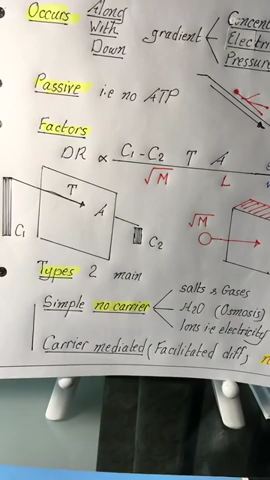 Occurs Along With Down gradient Concen
Electr
Pressure
Passive i.e no ATP
Factors
DR ∝ C1 - C2 T A
√M L
T
A
C1
C2
√M
Types 2 main
Simple no carrier
salts & Gases
H2O (Osmosis)
Ions i.e electricity
Carrier mediated (Facilitated diff,